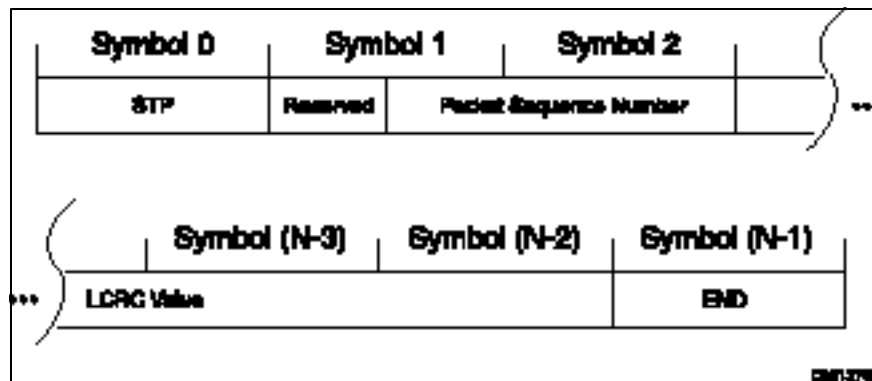 Symbol 0 Symbol 1 Symbol 2
STP Reserved Packet Sequence Number ...
Symbol (N-3) Symbol (N-2) Symbol (N-1)
... LCRC Value END